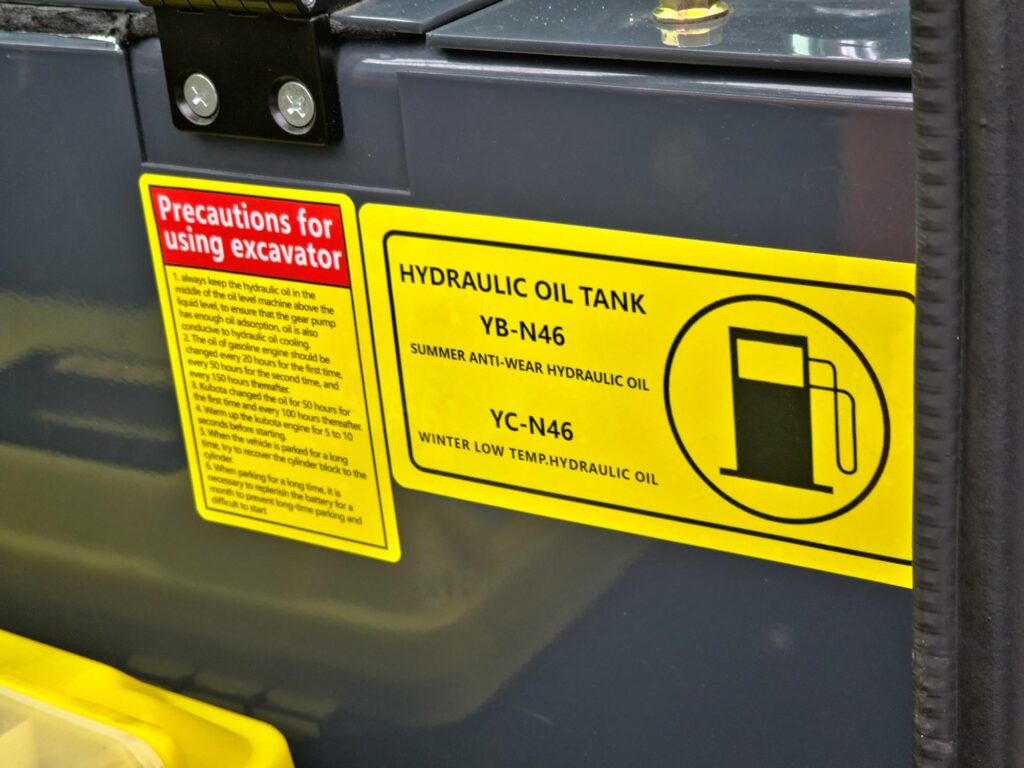 Precautions for
using excavator
1. always keep the hydraulic oil in the
middle of the oil level machine above the
liquid level, to ensure that the gear pump
has enough oil adsorption, oil is also
conducive to hydraulic oil cooling.
2. The oil of gasoline engine should be
changed every 20 hours for the first time,
every 50 hours for the second time, and
every 150 hours thereafter.
3. Kubota changed the oil for 50 hours for
the first time and every 100 hours thereafter.
4. Warm up the kubota engine for 5 to 10
seconds before starting.
5. When the vehicle is parked for a long
time, try to recover the cylinder block to the
cylinder.
6. When parking for a long time, it is
necessary to replenish the battery for a
month to prevent long-time parking and
difficult to start
HYDRAULIC OIL TANK
YB-N46
SUMMER ANTI-WEAR HYDRAULIC OIL
YC-N46
WINTER LOW TEMP.HYDRAULIC OIL